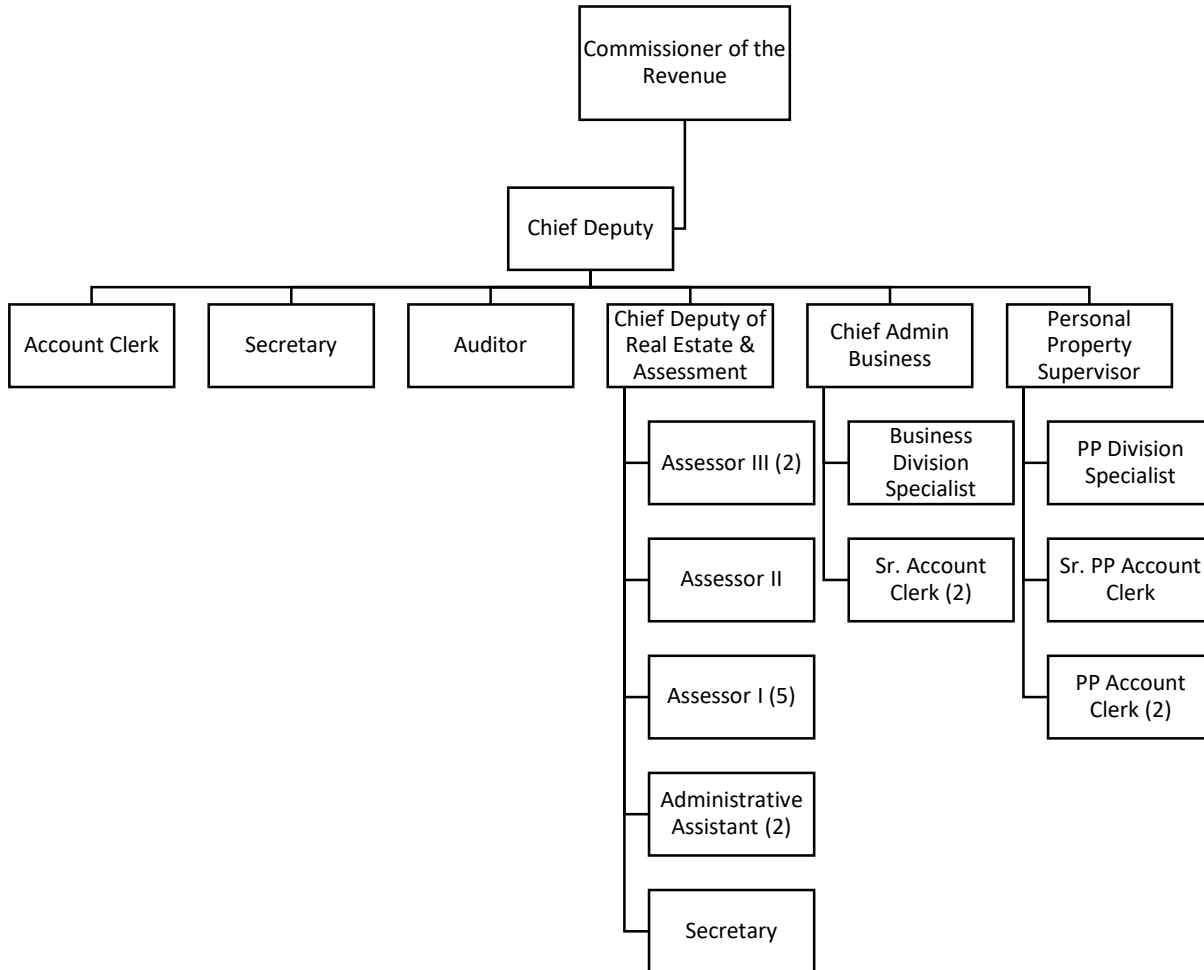 Commissioner of the
Revenue
Chief Deputy
Account Clerk
Secretary
Auditor
Chief Deputy of
Real Estate &
Assessment
Chief Admin
Business
Personal
Property
Supervisor
Assessor III (2)
Assessor II
Assessor I (5)
Administrative
Assistant (2)
Secretary
Business
Division
Specialist
Sr. Account
Clerk (2)
PP Division
Specialist
Sr. PP Account
Clerk
PP Account
Clerk (2)